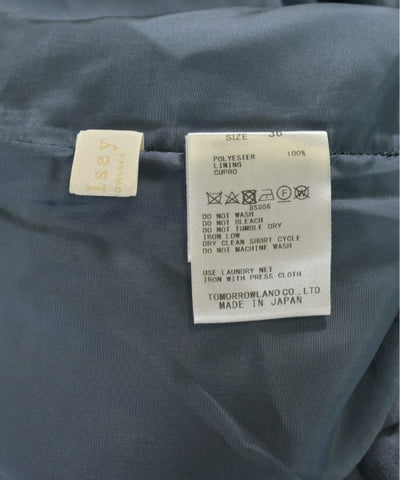 sey
SIZE 36
POLYESTER 100%
LINING
CUPRO
DS006
DO NOT WASH
DO NOT BLEACH
DO NOT TUMBLE DRY
IRON LOW
DRY CLEAN SHORT CYCLE
DO NOT MACHINE WASH
USE LAUNDRY NET
IRON WITH PRESS CLOTH
TOMORROWLAND CO., LTD.
MADE IN JAPAN